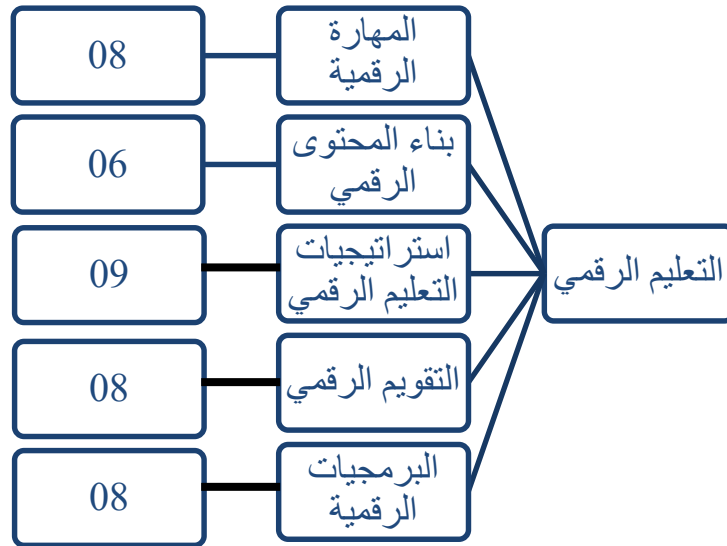 التعليم الرقمي
المهارة
الرقمية
08
بناء المحتوى
الرقمي
06
استراتيجيات
التعليم الرقمي
09
التقويم الرقمي
08
البرمجيات
الرقمية
08